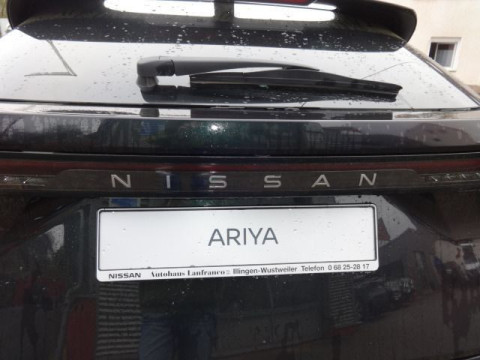 NISSAN
ARIYA
NISSAN Autohaus Lanfranco: Illingen-Wustweiler Telefon 0 68 25-28 17